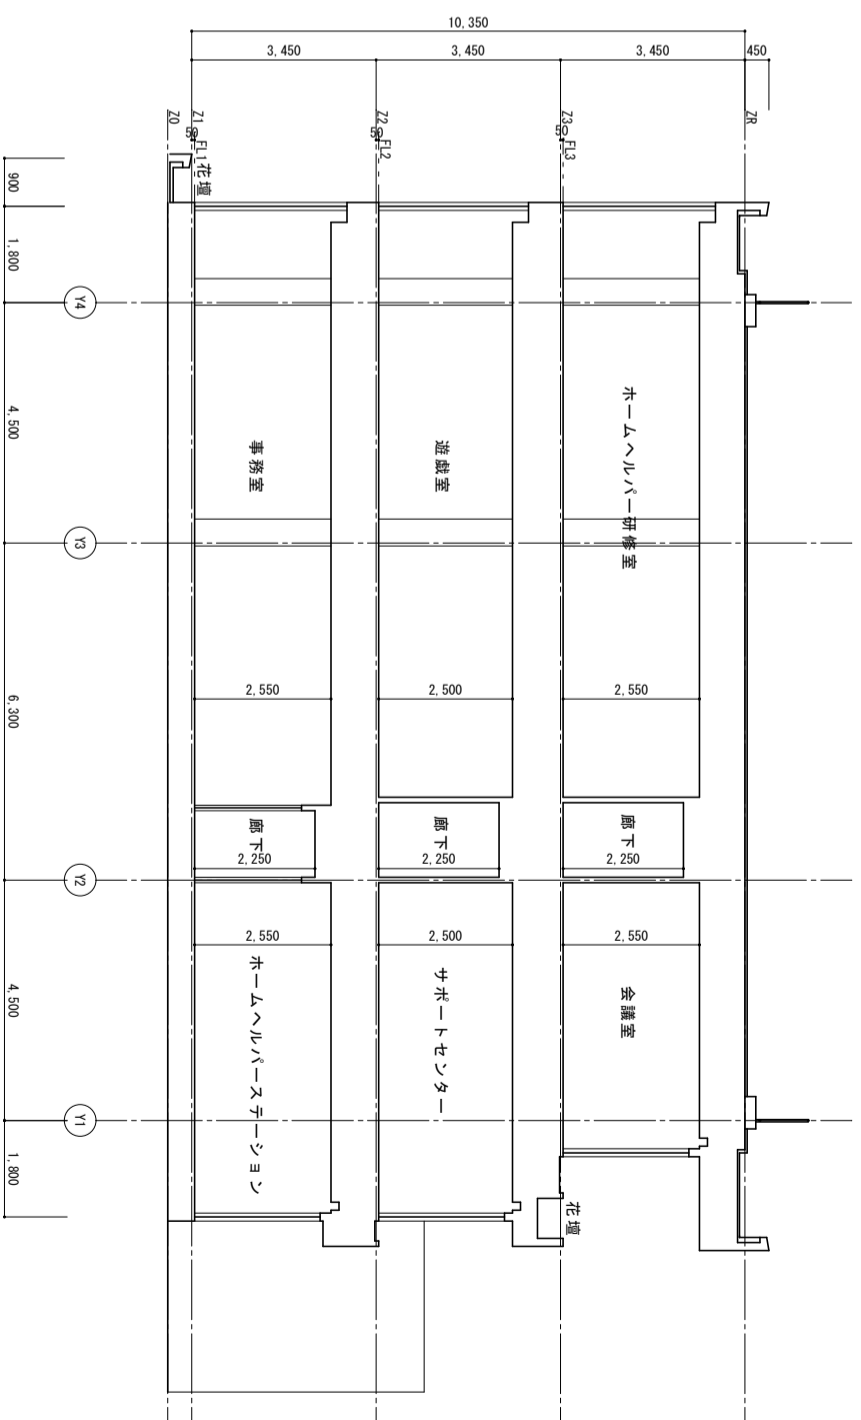 10,350
3,450
3,450
3,450
450
Z0
Z1
50
FL1
花壇
Z2
50
FL2
Z3
50
FL3
ZR
900
1,800
Y4
4,500
事務室
遊戯室
ホームヘルパー研修室
Y3
6,300
2,550
2,500
2,550
廊下
廊下
廊下
2,250
2,250
2,250
Y2
2,550
2,500
2,550
4,500
ホームヘルパーステーション
サポートセンター
会議室
Y1
1,800
花壇